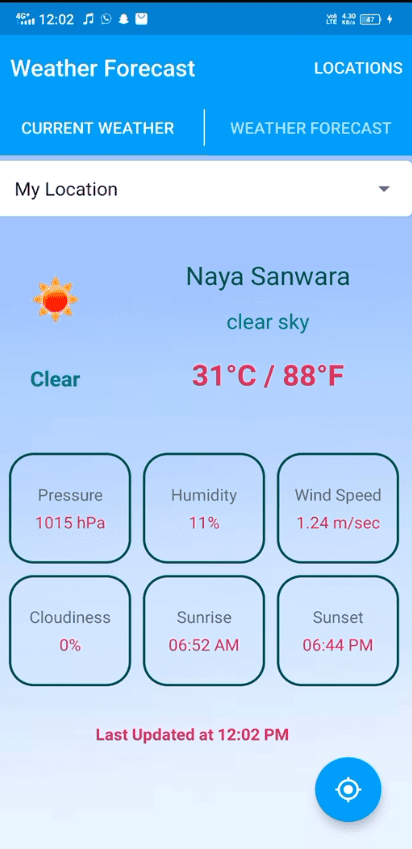 4G+ 12:02 Vo) LTE 4.30 KB/s 47
Weather Forecast LOCATIONS
CURRENT WEATHER WEATHER FORECAST
My Location
Naya Sanwara
clear sky
Clear 31°C / 88°F
Pressure Humidity Wind Speed
1015 hPa 11% 1.24 m/sec
Cloudiness Sunrise Sunset
0% 06:52 AM 06:44 PM
Last Updated at 12:02 PM